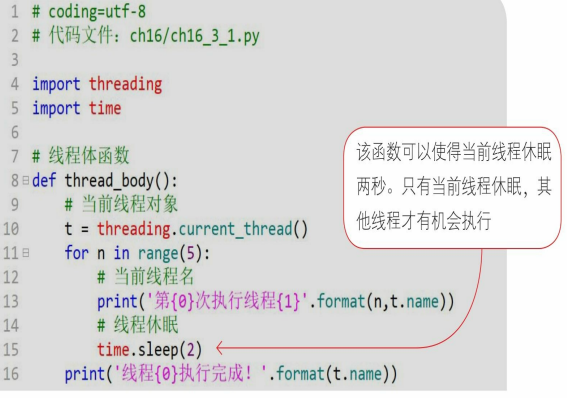 1 # coding=utf-8
2 # 代码文件：ch16/ch16_3_1.py
3
4 import threading
5 import time
6
7 # 线程体函数
8 def thread_body():
9     # 当前线程对象
10     t = threading.current_thread()
11     for n in range(5):
12         # 当前线程名
13         print('第{0}次执行线程{1}'.format(n,t.name))
14         # 线程休眠
15         time.sleep(2)
16     print('线程{0}执行完成！'.format(t.name))
该函数可以使得当前线程休眠
两秒。只有当前线程休眠，其
他线程才有机会执行